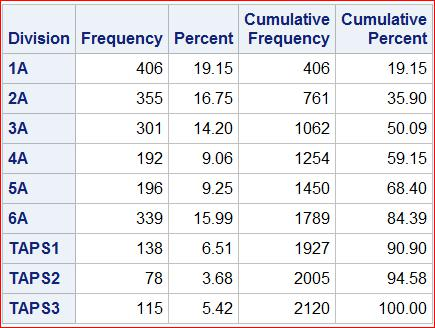 Division Frequency Percent Cumulative Frequency Cumulative Percent
1A 406 19.15 406 19.15
2A 355 16.75 761 35.90
3A 301 14.20 1062 50.09
4A 192 9.06 1254 59.15
5A 196 9.25 1450 68.40
6A 339 15.99 1789 84.39
TAPS1 138 6.51 1927 90.90
TAPS2 78 3.68 2005 94.58
TAPS3 115 5.42 2120 100.00